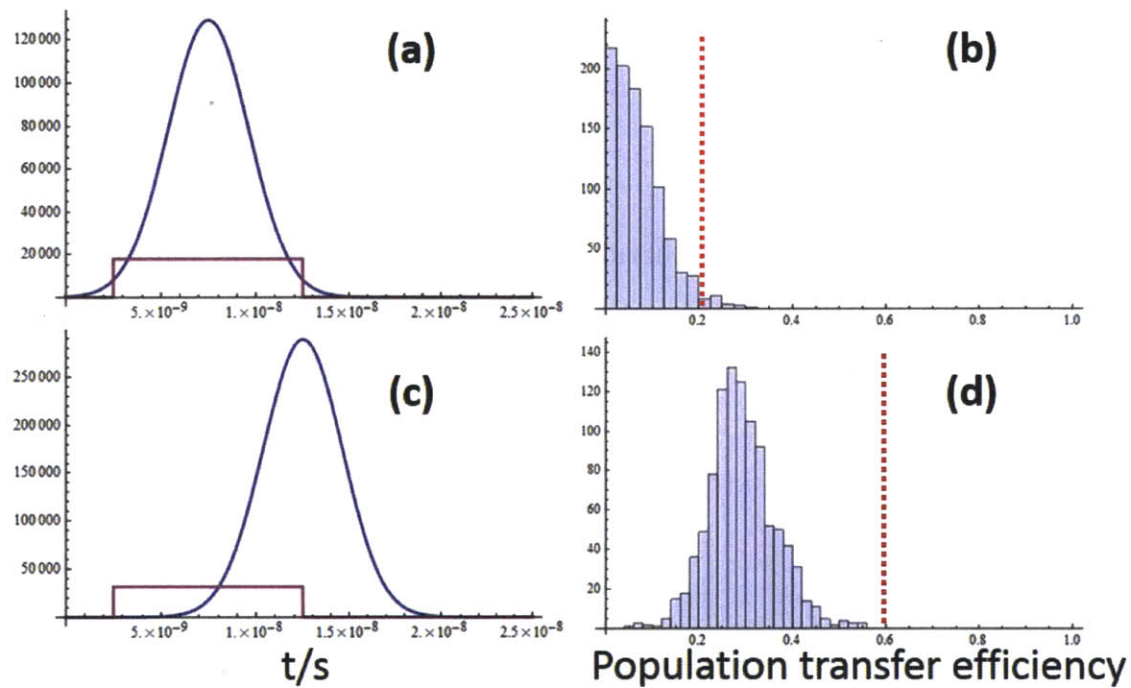 (a)
120 000
100 000
80 000
60 000
40 000
20 000
5.×10⁻⁹ 1.×10⁻⁸ 1.5×10⁻⁸ 2.×10⁻⁸ 2.5×10⁻⁸
(b)
200
150
100
50
0.2 0.4 0.6 0.8 1.0
(c)
250 000
200 000
150 000
100 000
50 000
5.×10⁻⁹ 1.×10⁻⁸ 1.5×10⁻⁸ 2.×10⁻⁸ 2.5×10⁻⁸
t/s
(d)
140
120
100
80
60
40
20
0.2 0.4 0.6 0.8 1.0
Population transfer efficiency